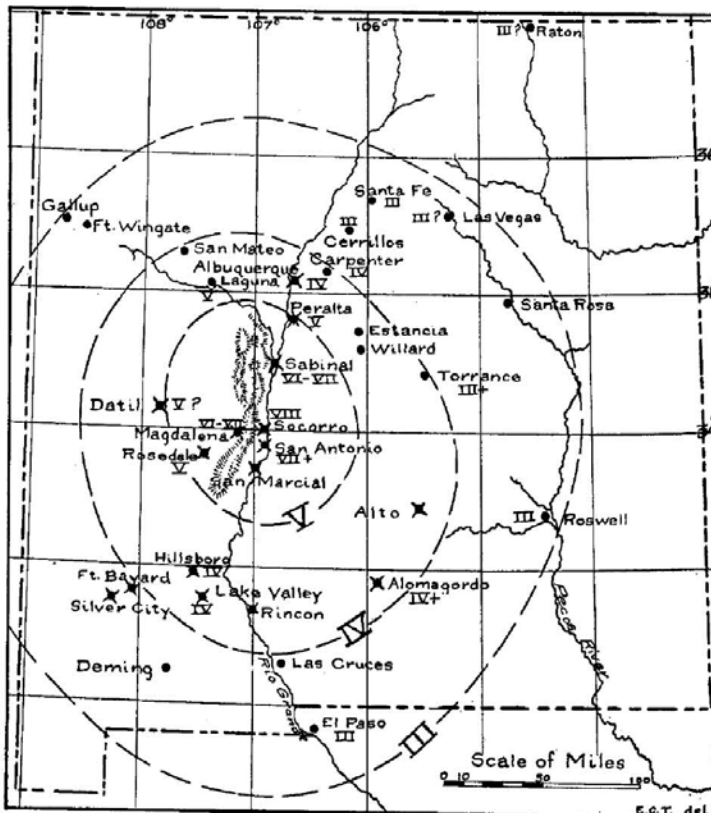 108° 107° 106°
III? Raton
36
Santa Fe
III
Gallup
Ft. Wingate
III
III? Las Vegas
Cerrillos
San Mateo
Carpenter
IV
Albuquerque
IV
Laguna
V
Santa Rosa
Peralta
V
Estancia
Willard
Sabinal
VI-VII
Torrance
III+
Datil V?
VIII
VI-VII
Socorro
34
Magdalena
San Antonio
VII+
Rosedale
V
San Marcial
V
Alto
III Roswell
Hillsboro
IV
Ft. Bayard
Silver City
Lake Valley
IV
Rincon
Alomagordo
IV+
Pecos River
IV
Deming
Las Cruces
Rio Grande
III
El Paso
III
Scale of Miles
0 10 50 100
E.C.T. del.